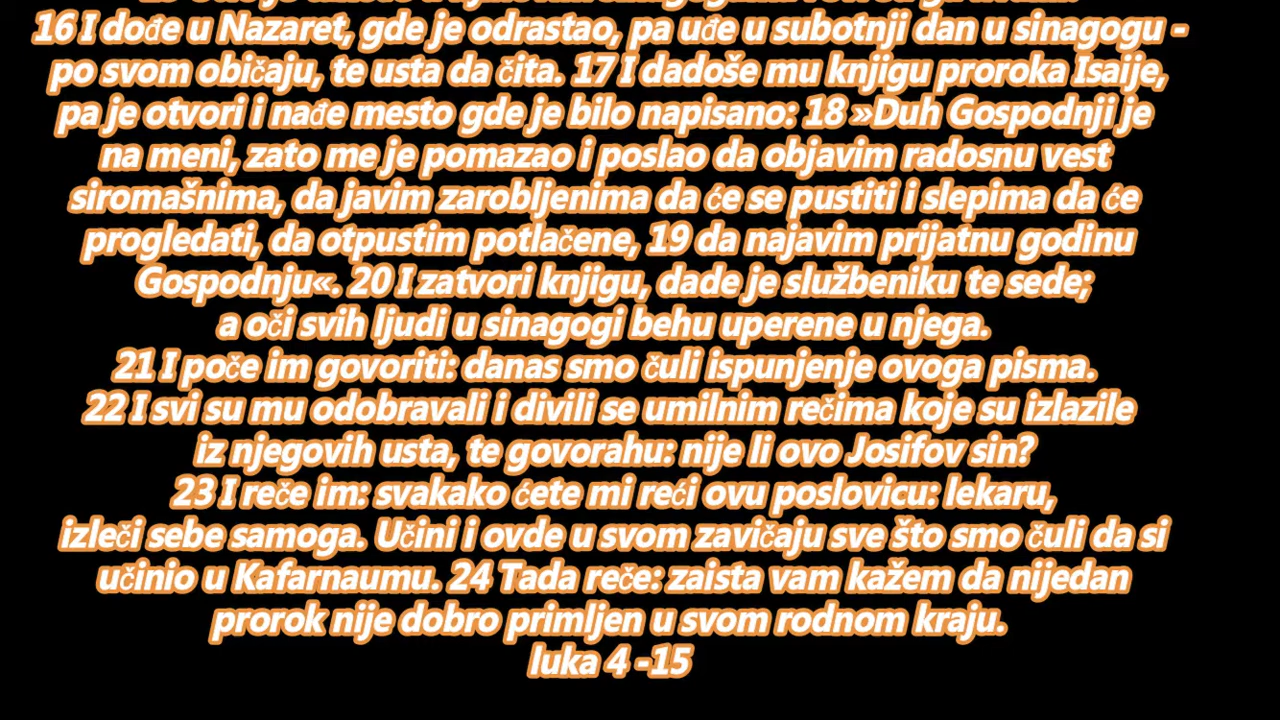 16 I dođe u Nazaret, gde je odrastao, pa uđe u subotnji dan u sinagogu -
po svom običaju, te usta da čita. 17 I dadoše mu knjigu proroka Isaije,
pa je otvori i nađe mesto gde je bilo napisano: 18 »Duh Gospodnji je
na meni, zato me je pomazao i poslao da objavim radosnu vest
siromašnima, da javim zarobljenima da će se pustiti i slepima da će
progledati, da otpustim potlačene, 19 da najavim prijatnu godinu
Gospodnju«. 20 I zatvori knjigu, dade je službeniku te sede;
a oči svih ljudi u sinagogi behu uperene u njega.
21 I poče im govoriti: danas smo čuli ispunjenje ovoga pisma.
22 I svi su mu odobravali i divili se umilnim rečima koje su izlazile
iz njegovih usta, te govorahu: nije li ovo Josifov sin?
23 I reče im: svakako ćete mi reći ovu poslovicu: lekaru,
izleči sebe samoga. Učini i ovde u svom zavičaju sve što smo čuli da si
učinio u Kafarnaumu. 24 Tada reče: zaista vam kažem da nijedan
prorok nije dobro primljen u svom rodnom kraju.
luka 4 -15